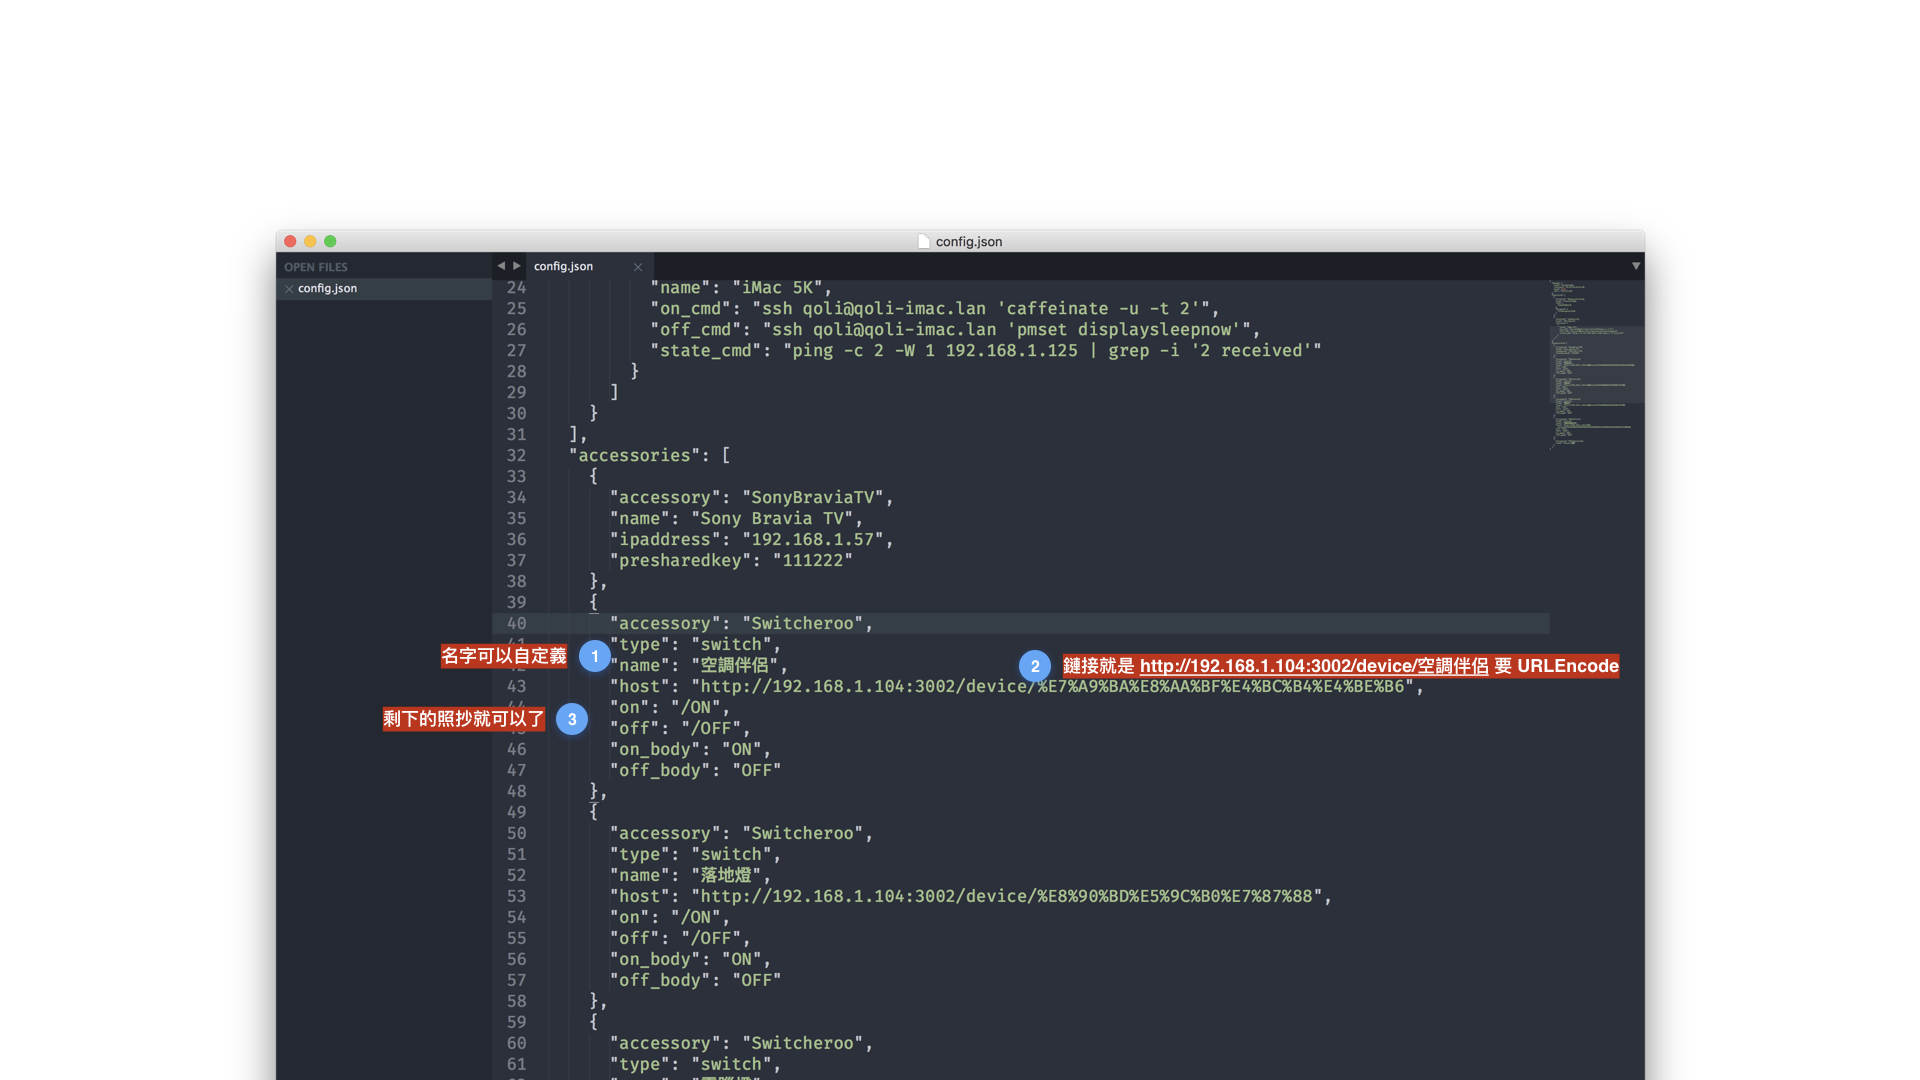 config.json
OPEN FILES
config.json
config.json
24 "name": "iMac 5K",
25 "on_cmd": "ssh qoli@qoli-imac.lan 'caffeinate -u -t 2'",
26 "off_cmd": "ssh qoli@qoli-imac.lan 'pmset displaysleepnow'",
27 "state_cmd": "ping -c 2 -W 1 192.168.1.125 | grep -i '2 received'"
28 }
29 ]
30 }
31 ],
32 "accessories": [
33 {
34 "accessory": "SonyBraviaTV",
35 "name": "Sony Bravia TV",
36 "ipaddress": "192.168.1.57",
37 "presharedkey": "111222"
38 },
39 {
40 "accessory": "Switcheroo",
41 "type": "switch",
名字可以自定義 1
"name": "空調伴侶",
2 鏈接就是 http://192.168.1.104:3002/device/空調伴侶 要 URLEncode
43 "host": "http://192.168.1.104:3002/device/%E7%A9%BA%E8%AA%BF%E4%BC%B4%E4%BE%B6",
"on": "/ON",
剩下的照抄就可以了 3
"off": "/OFF",
46 "on_body": "ON",
47 "off_body": "OFF"
48 },
49 {
50 "accessory": "Switcheroo",
51 "type": "switch",
52 "name": "落地燈",
53 "host": "http://192.168.1.104:3002/device/%E8%90%BD%E5%9C%B0%E7%87%88",
54 "on": "/ON",
55 "off": "/OFF",
56 "on_body": "ON",
57 "off_body": "OFF"
58 },
59 {
60 "accessory": "Switcheroo",
61 "type": "switch",